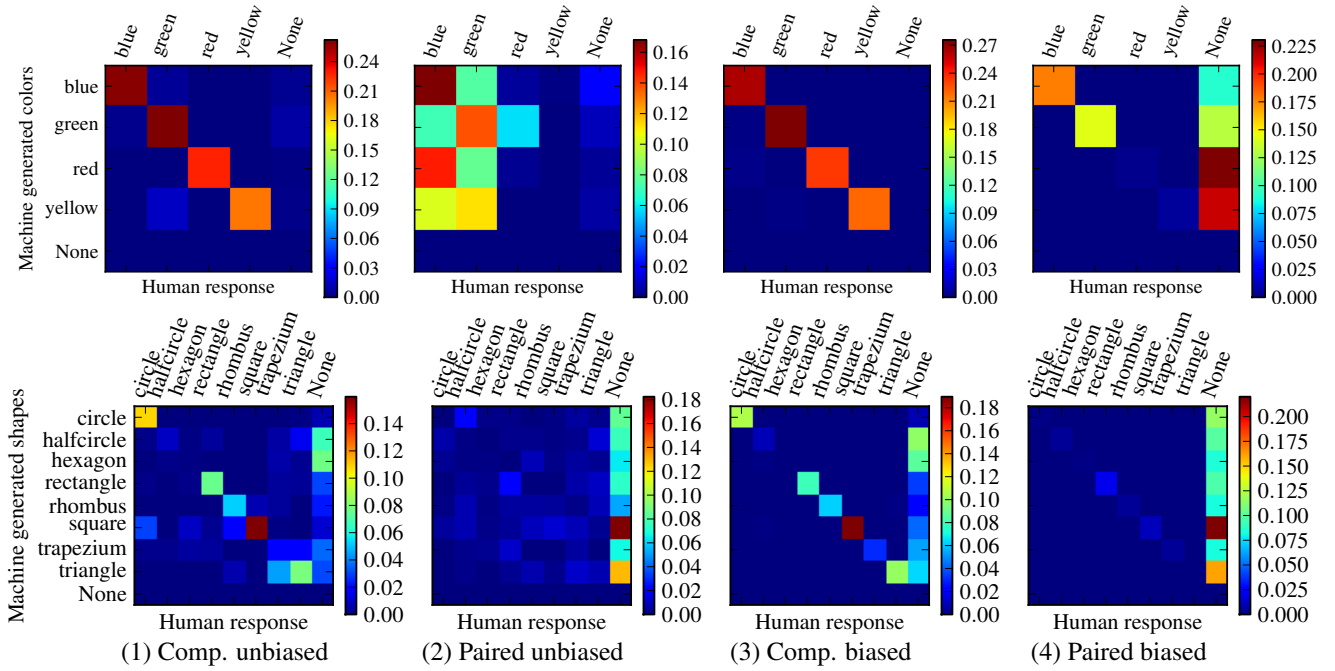 blue green red yellow None
blue green red yellow None
blue green red yellow None
blue green red yellow None
Machine generated colors
blue
green
red
yellow
None
0.24
0.21
0.18
0.15
0.12
0.09
0.06
0.03
0.00
0.16
0.14
0.12
0.10
0.08
0.06
0.04
0.02
0.00
0.27
0.24
0.21
0.18
0.15
0.12
0.09
0.06
0.03
0.00
0.225
0.200
0.175
0.150
0.125
0.100
0.075
0.050
0.025
0.000
Human response Human response Human response Human response
circle halfcircle hexagon rectangle rhombus square trapezium triangle None
circle halfcircle hexagon rectangle rhombus square trapezium triangle None
circle halfcircle hexagon rectangle rhombus square trapezium triangle None
circle halfcircle hexagon rectangle rhombus square trapezium triangle None
Machine generated shapes
circle
halfcircle
hexagon
rectangle
rhombus
square
trapezium
triangle
None
0.14
0.12
0.10
0.08
0.06
0.04
0.02
0.00
0.18
0.16
0.14
0.12
0.10
0.08
0.06
0.04
0.02
0.00
0.18
0.16
0.14
0.12
0.10
0.08
0.06
0.04
0.02
0.00
0.200
0.175
0.150
0.125
0.100
0.075
0.050
0.025
0.000
Human response Human response Human response Human response
(1) Comp. unbiased (2) Paired unbiased (3) Comp. biased (4) Paired biased